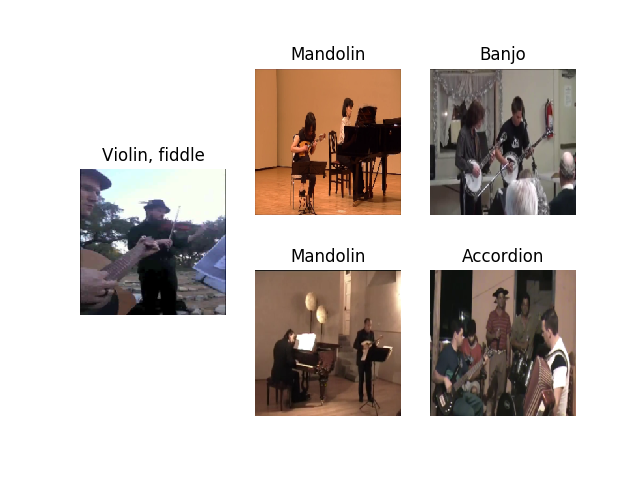 Mandolin
Banjo
Violin, fiddle
Mandolin
Accordion